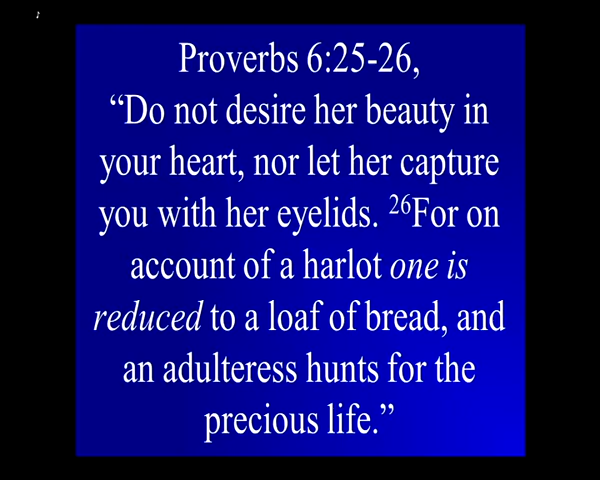 Proverbs 6:25-26,
“Do not desire her beauty in
your heart, nor let her capture
you with her eyelids. ²⁶For on
account of a harlot one is
reduced to a loaf of bread, and
an adulteress hunts for the
precious life.”